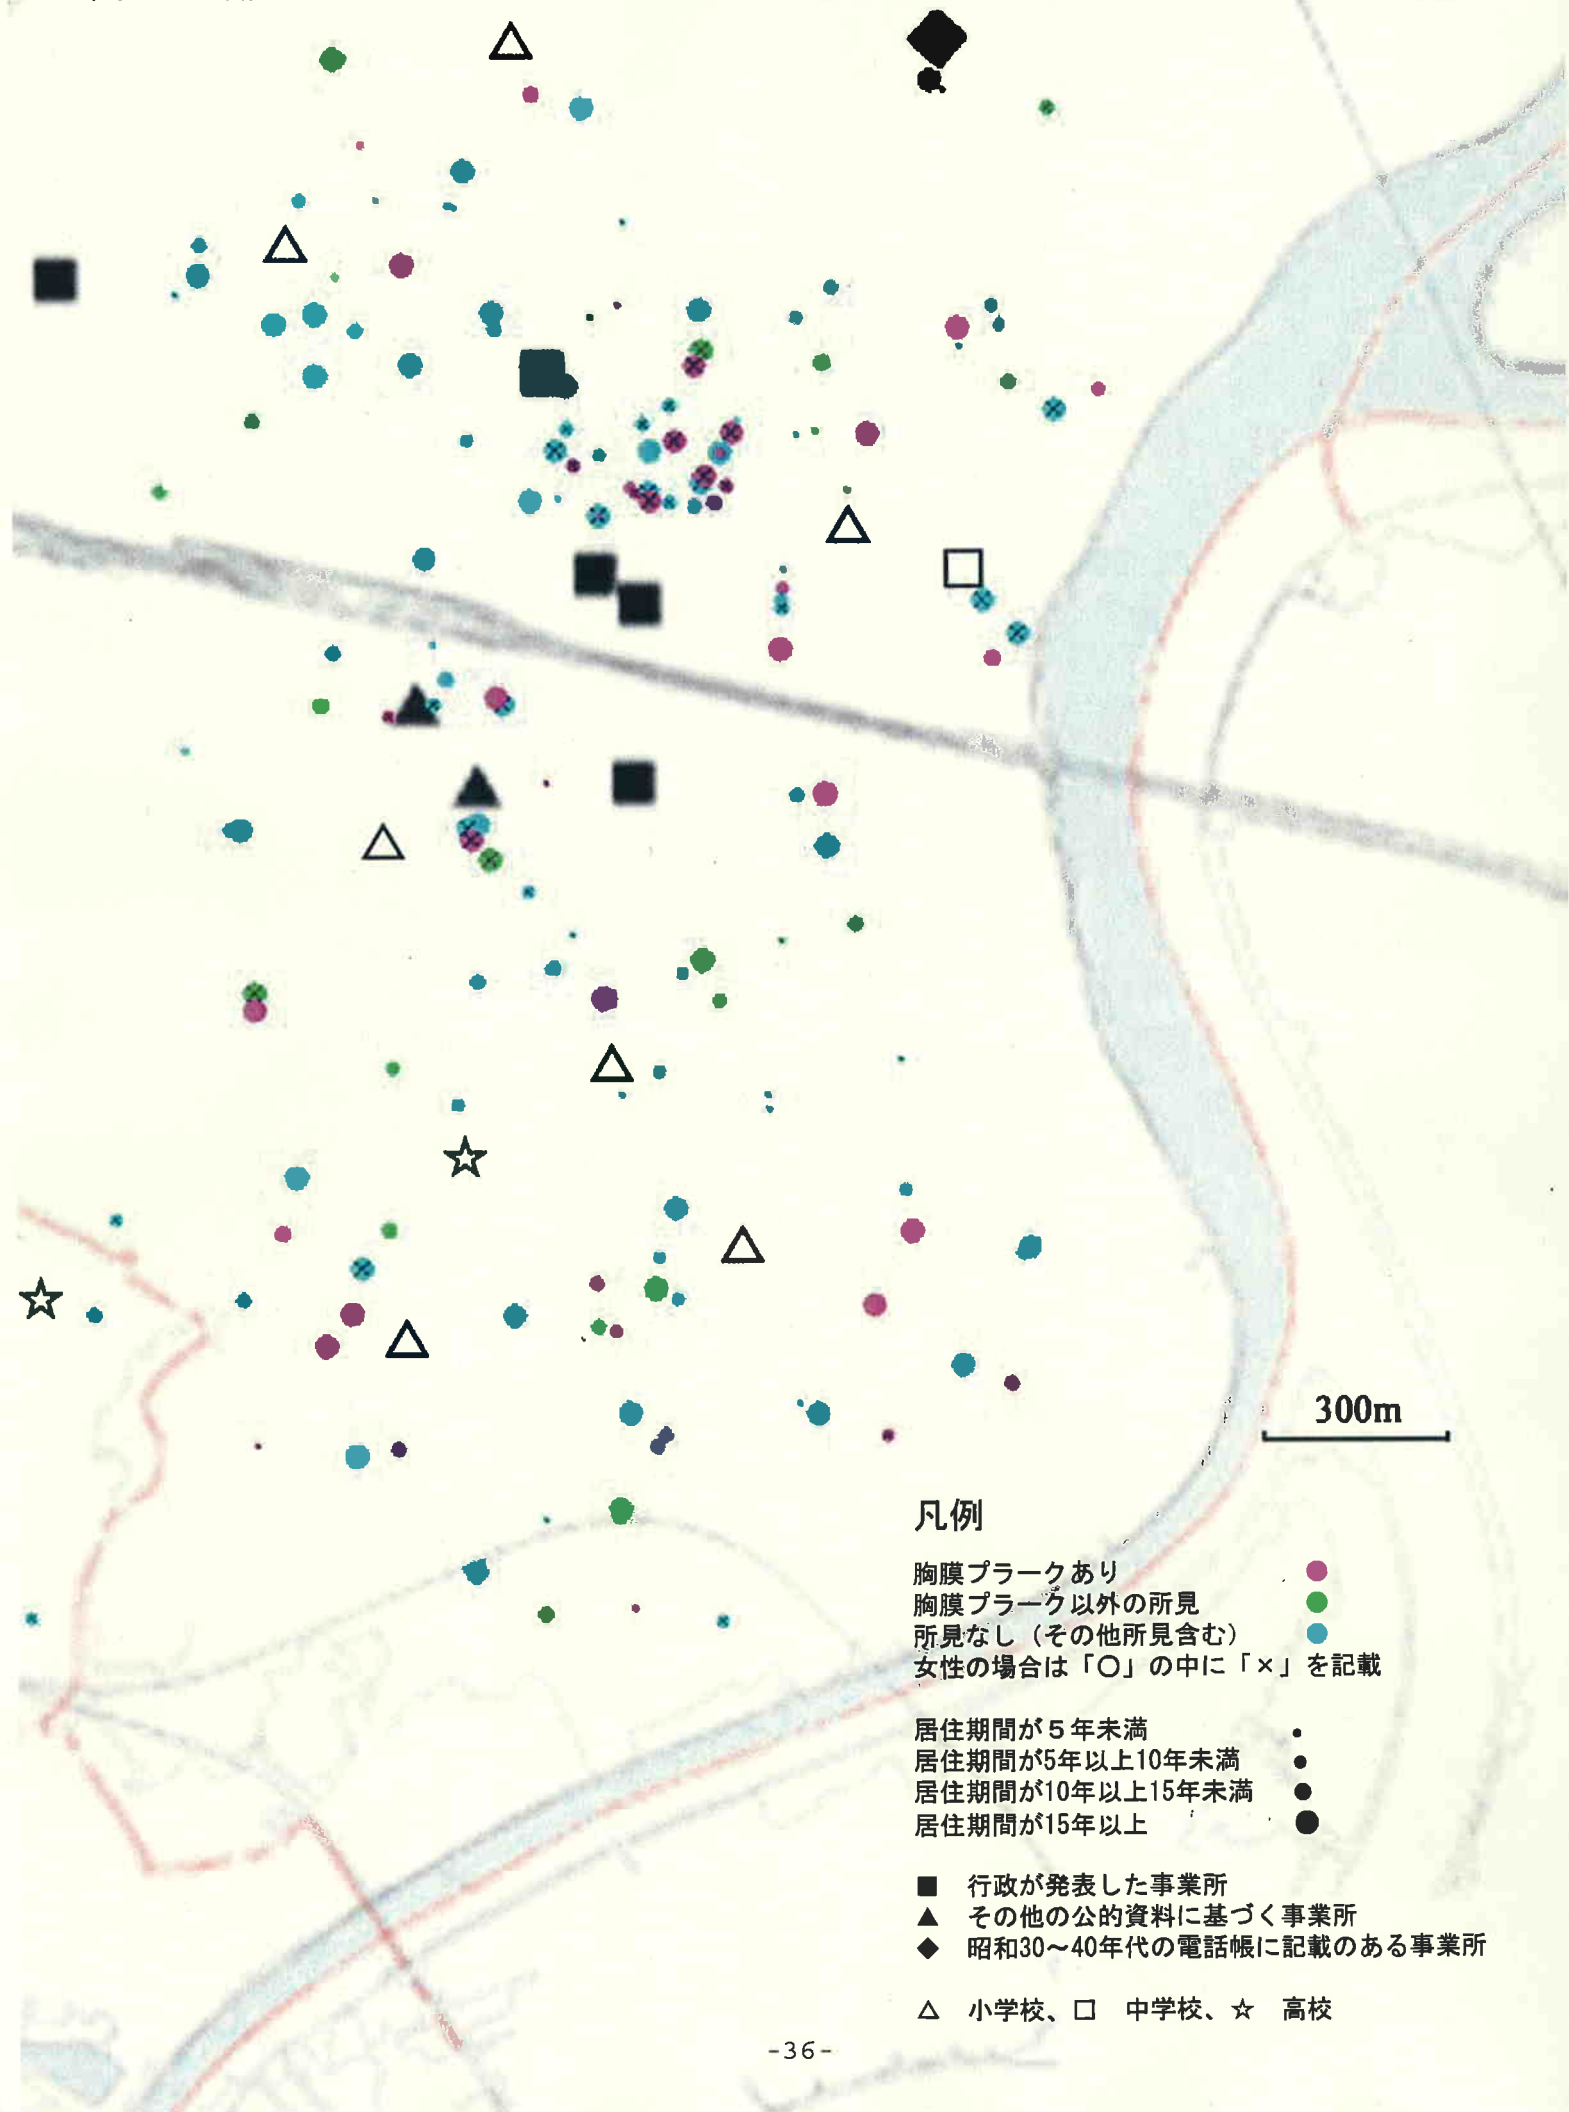 300m
凡例
胸膜プラークあり
胸膜プラーク以外の所見
所見なし（その他所見含む）
女性の場合は「〇」の中に「×」を記載
居住期間が５年未満
居住期間が5年以上10年未満
居住期間が10年以上15年未満
居住期間が15年以上
■ 行政が発表した事業所
▲ その他の公的資料に基づく事業所
◆ 昭和30～40年代の電話帳に記載のある事業所
△ 小学校、□ 中学校、☆ 高校
-36-